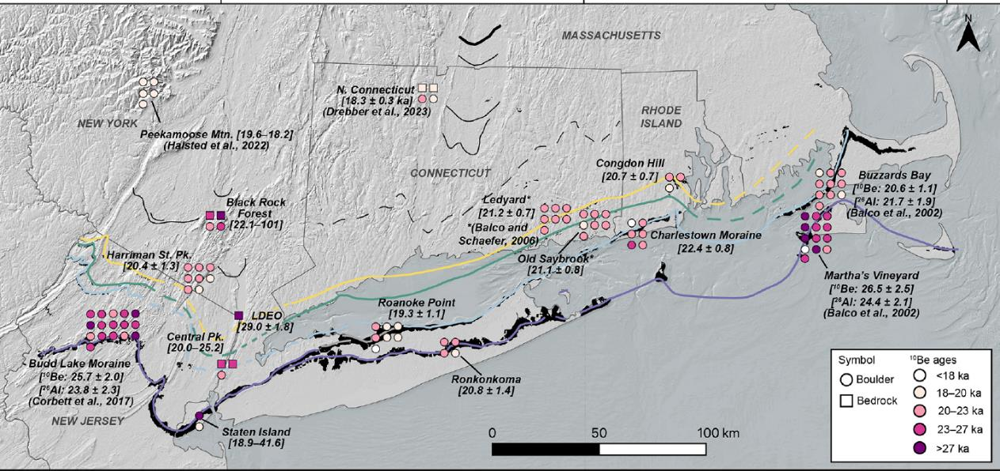 MASSACHUSETTS
N
N. Connecticut
[18.3 ± 0.3 ka]
(Drebber et al., 2023)
NEW YORK
Peekamoose Mtn. [19.6–18.2]
(Halsted et al., 2022)
RHODE
ISLAND
CONNECTICUT
Congdon Hill
[20.7 ± 0.7]
Buzzards Bay
[¹⁰Be: 20.6 ± 1.1]
[²⁶Al: 21.7 ± 1.9]
(Balco et al., 2002)
Black Rock
Forest
[22.1–101]
Ledyard*
[21.2 ± 0.7]
*(Balco and
Schaefer, 2006)
Charlestown Moraine
[22.4 ± 0.8]
Old Saybrook*
[21.1 ± 0.8]
Harriman St. Pk.
[20.4 ± 1.3]
Martha's Vineyard
[¹⁰Be: 26.5 ± 2.5]
[²⁶Al: 24.4 ± 2.1]
(Balco et al., 2002)
Roanoke Point
[19.3 ± 1.1]
LDEO
[29.0 ± 1.8]
Central Pk.
[20.0–25.2]
Budd Lake Moraine
[¹⁰Be: 25.7 ± 2.0]
[²⁶Al: 23.8 ± 2.3]
(Corbett et al., 2017)
NEW JERSEY
Ronkonkoma
[20.8 ± 1.4]
Staten Island
[18.9–41.6]
0 50 100 km
Symbol
Boulder
Bedrock
¹⁰Be ages
<18 ka
18–20 ka
20–23 ka
23–27 ka
>27 ka